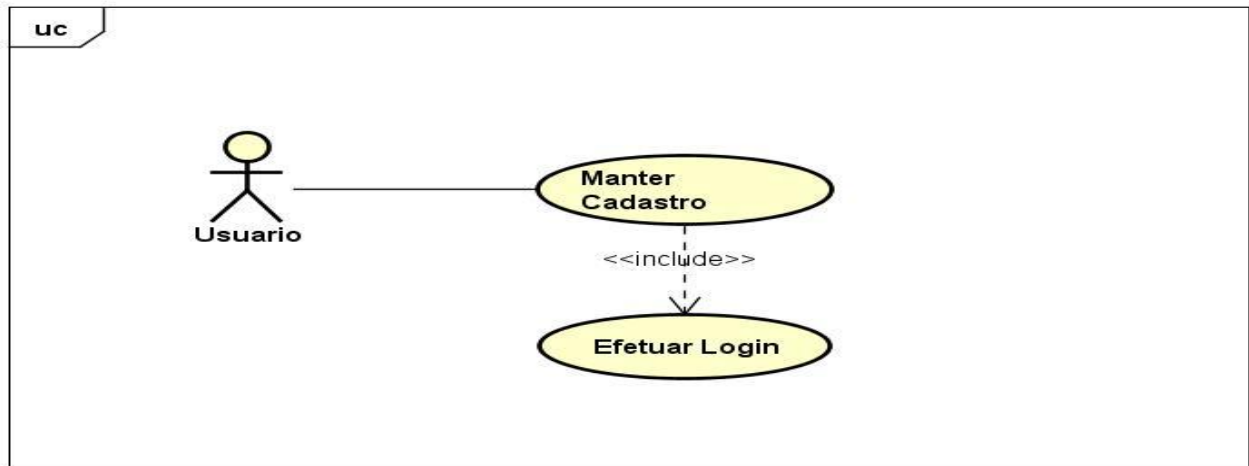 uc
Manter
Cadastro
Usuario
<<include>>
Efetuar Login